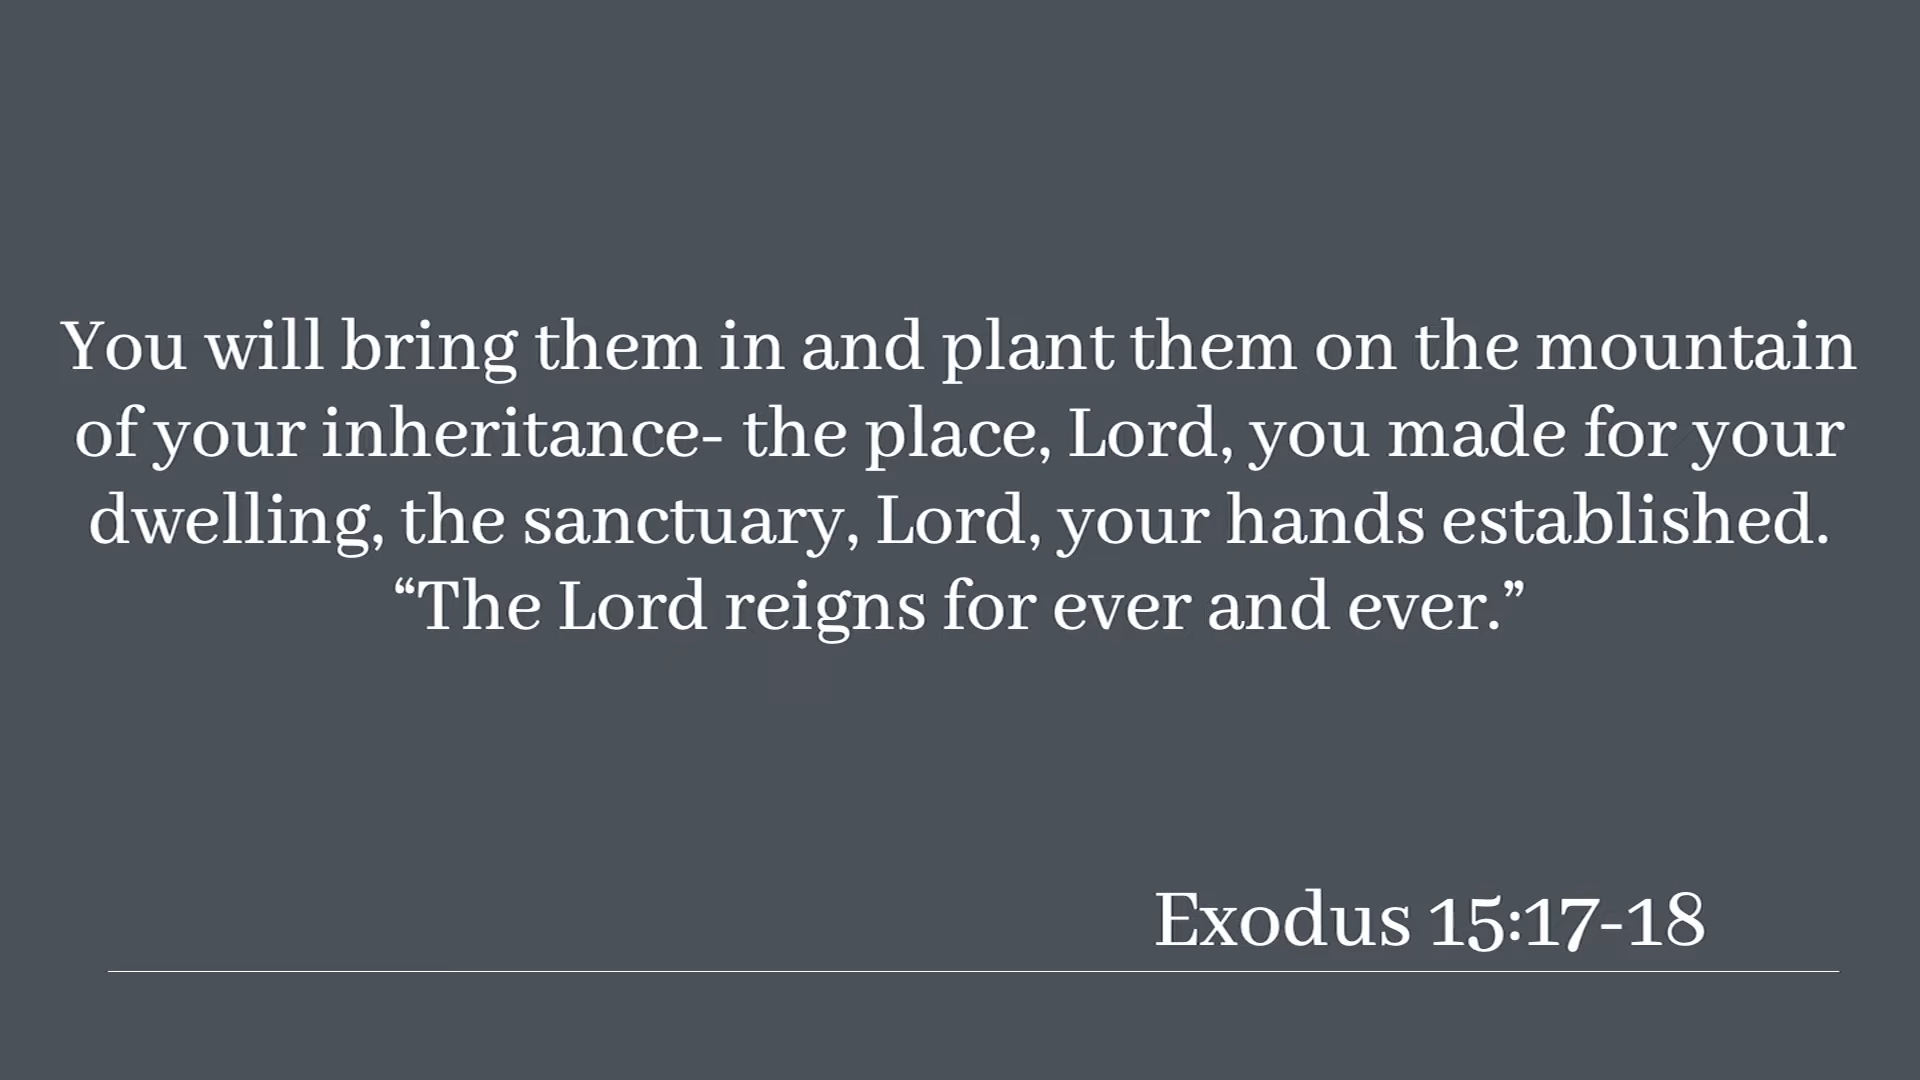 You will bring them in and plant them on the mountain
of your inheritance- the place, Lord, you made for your
dwelling, the sanctuary, Lord, your hands established.
“The Lord reigns for ever and ever.”
Exodus 15:17-18